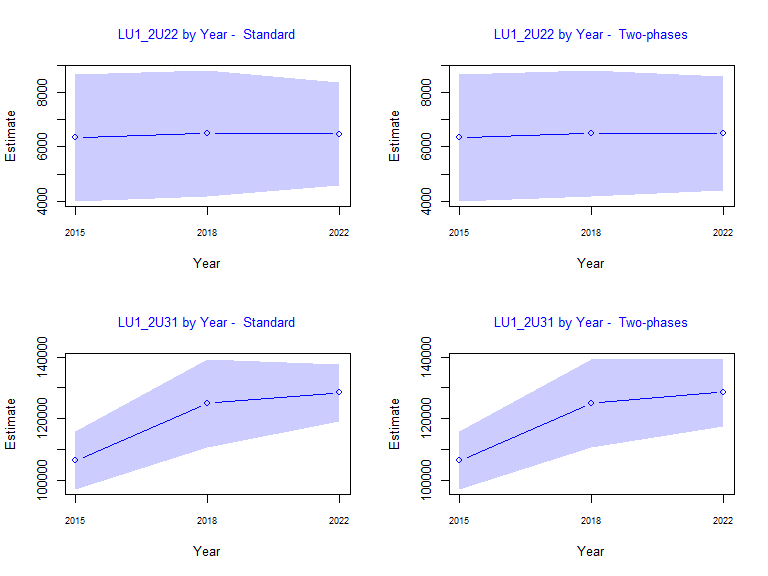 LU1_2U22 by Year -  Standard
Estimate
8000
6000
4000
2015
2018
2022
Year
LU1_2U22 by Year -  Two-phases
Estimate
8000
6000
4000
2015
2018
2022
Year
LU1_2U31 by Year -  Standard
Estimate
140000
120000
100000
2015
2018
2022
Year
LU1_2U31 by Year -  Two-phases
Estimate
140000
120000
100000
2015
2018
2022
Year